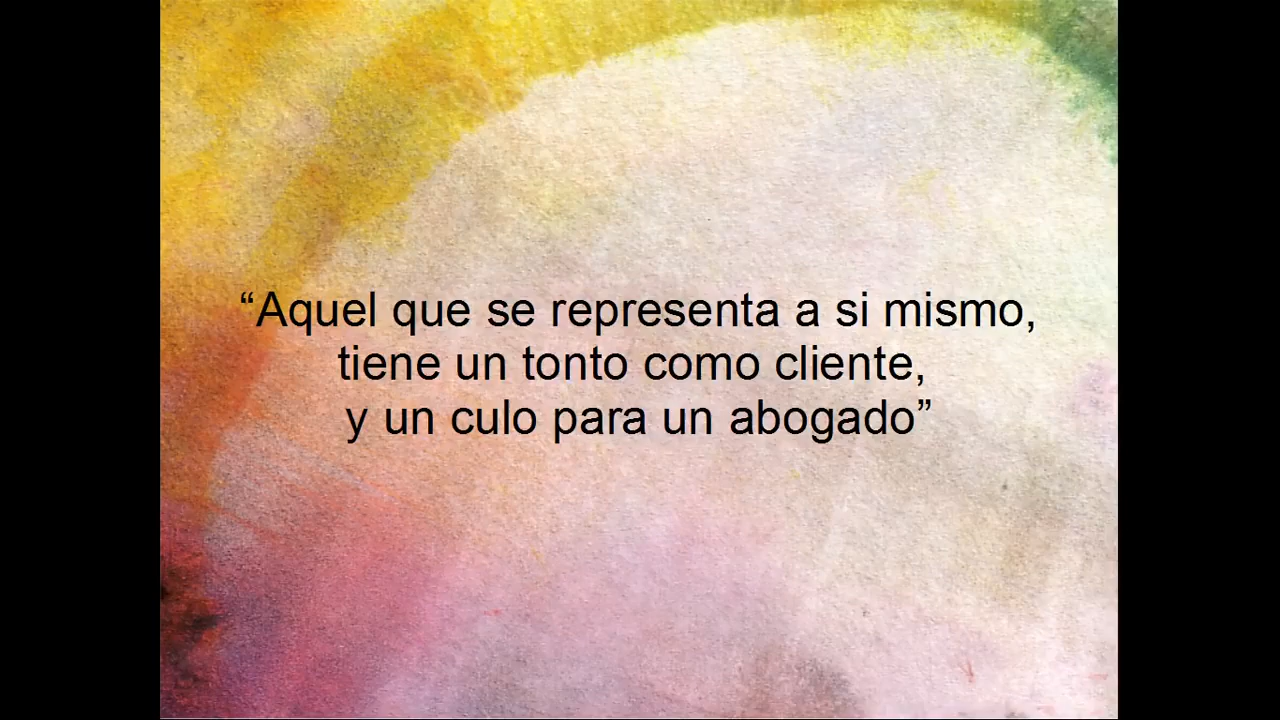 “Aquel que se representa a si mismo,
tiene un tonto como cliente,
y un culo para un abogado”